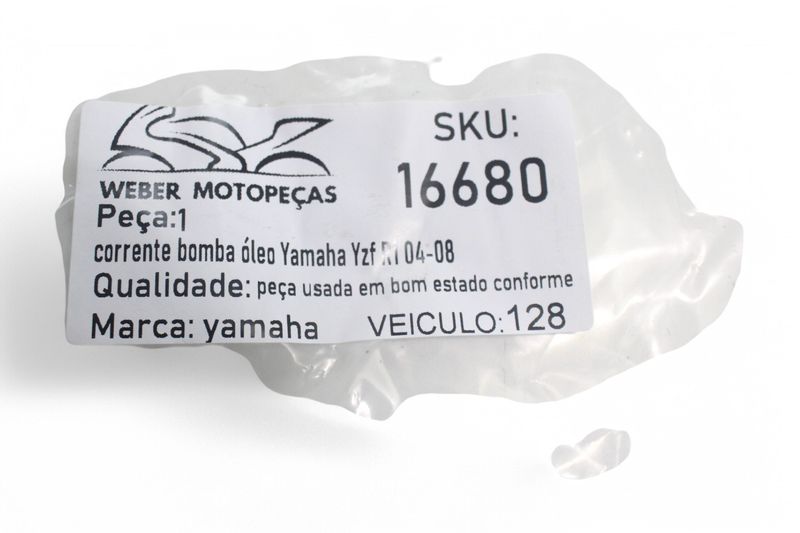 WEBER MOTOPEÇAS
SKU:
16680
Peça:1
corrente bomba óleo Yamaha Yzf R1 04-08
Qualidade: peça usada em bom estado conforme
Marca: yamaha VEICULO:128